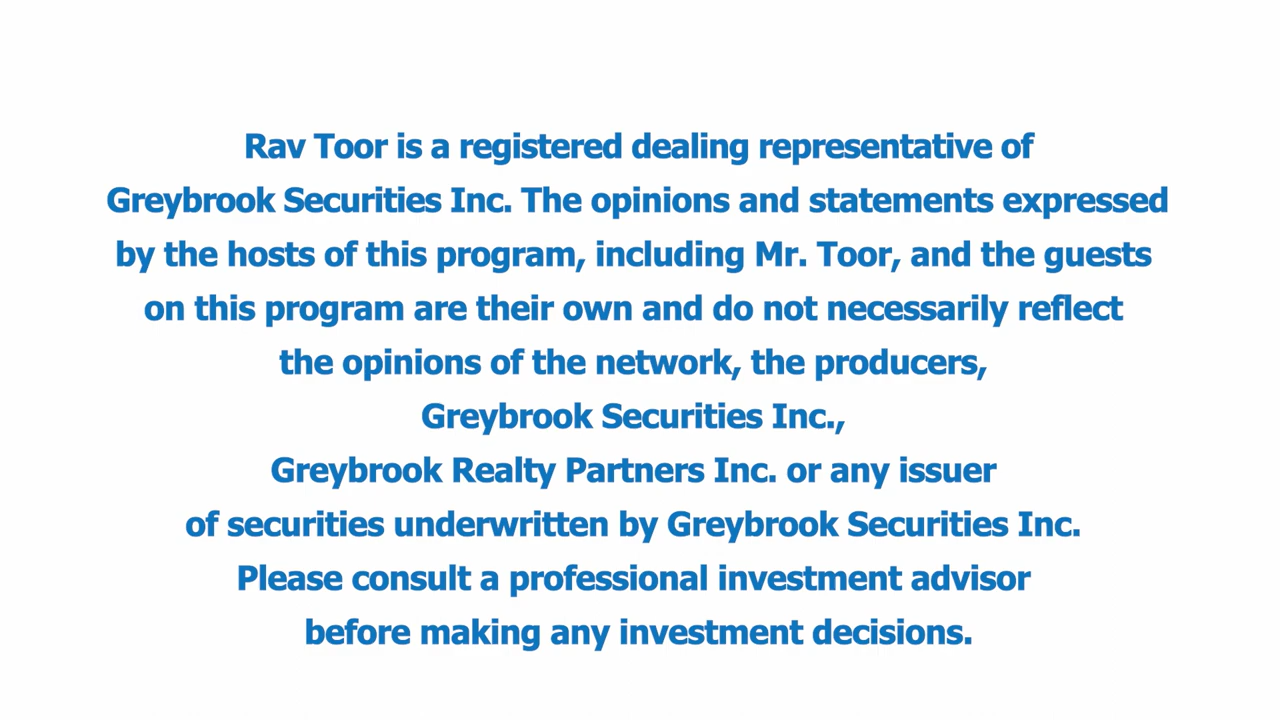 Rav Toor is a registered dealing representative of
Greybrook Securities Inc. The opinions and statements expressed
by the hosts of this program, including Mr. Toor, and the guests
on this program are their own and do not necessarily reflect
the opinions of the network, the producers,
Greybrook Securities Inc.,
Greybrook Realty Partners Inc. or any issuer
of securities underwritten by Greybrook Securities Inc.
Please consult a professional investment advisor
before making any investment decisions.